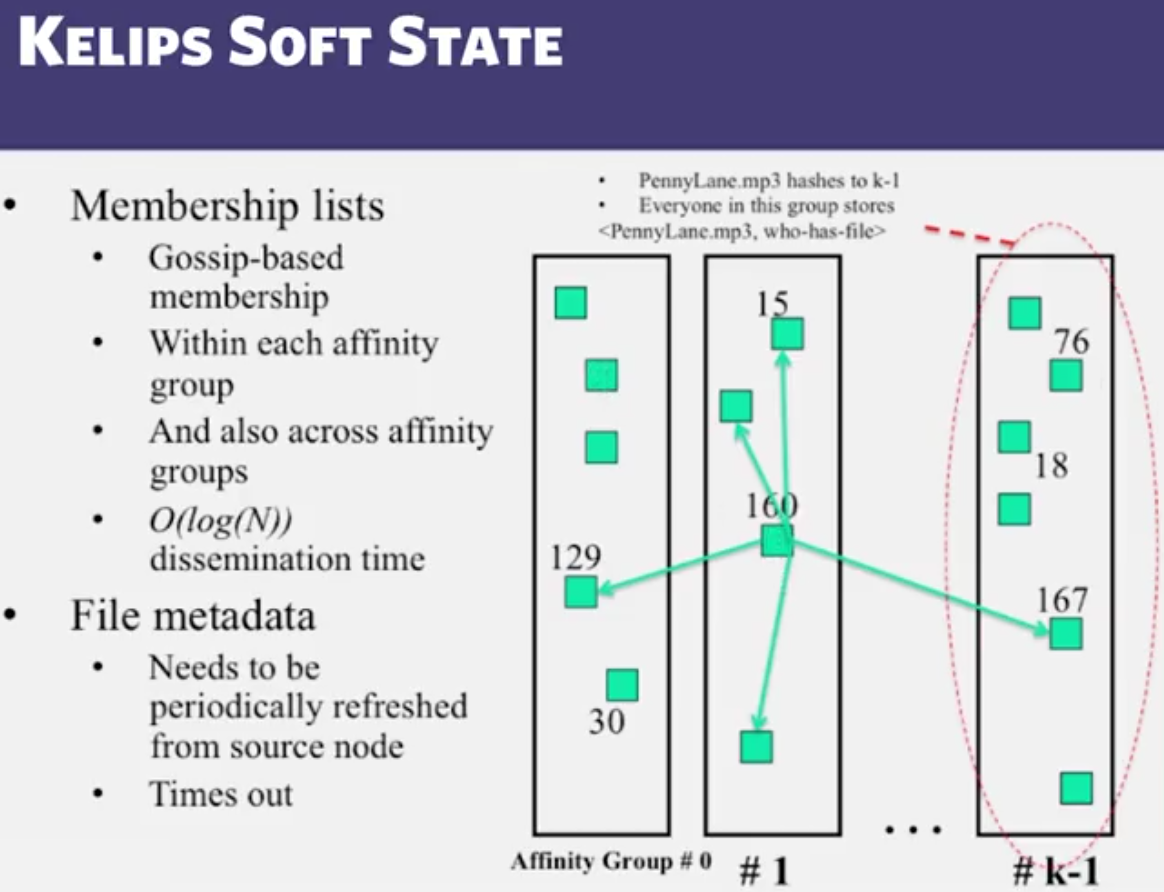 KELIPS SOFT STATE
• Membership lists
• Gossip-based
membership
• Within each affinity
group
• And also across affinity
groups
• O(log(N))
dissemination time
• File metadata
• Needs to be
periodically refreshed
from source node
• Times out
• PennyLane.mp3 hashes to k-1
• Everyone in this group stores
<PennyLane.mp3, who-has-file>
129
30
Affinity Group # 0
15
160
# 1
...
76
18
167
# k-1